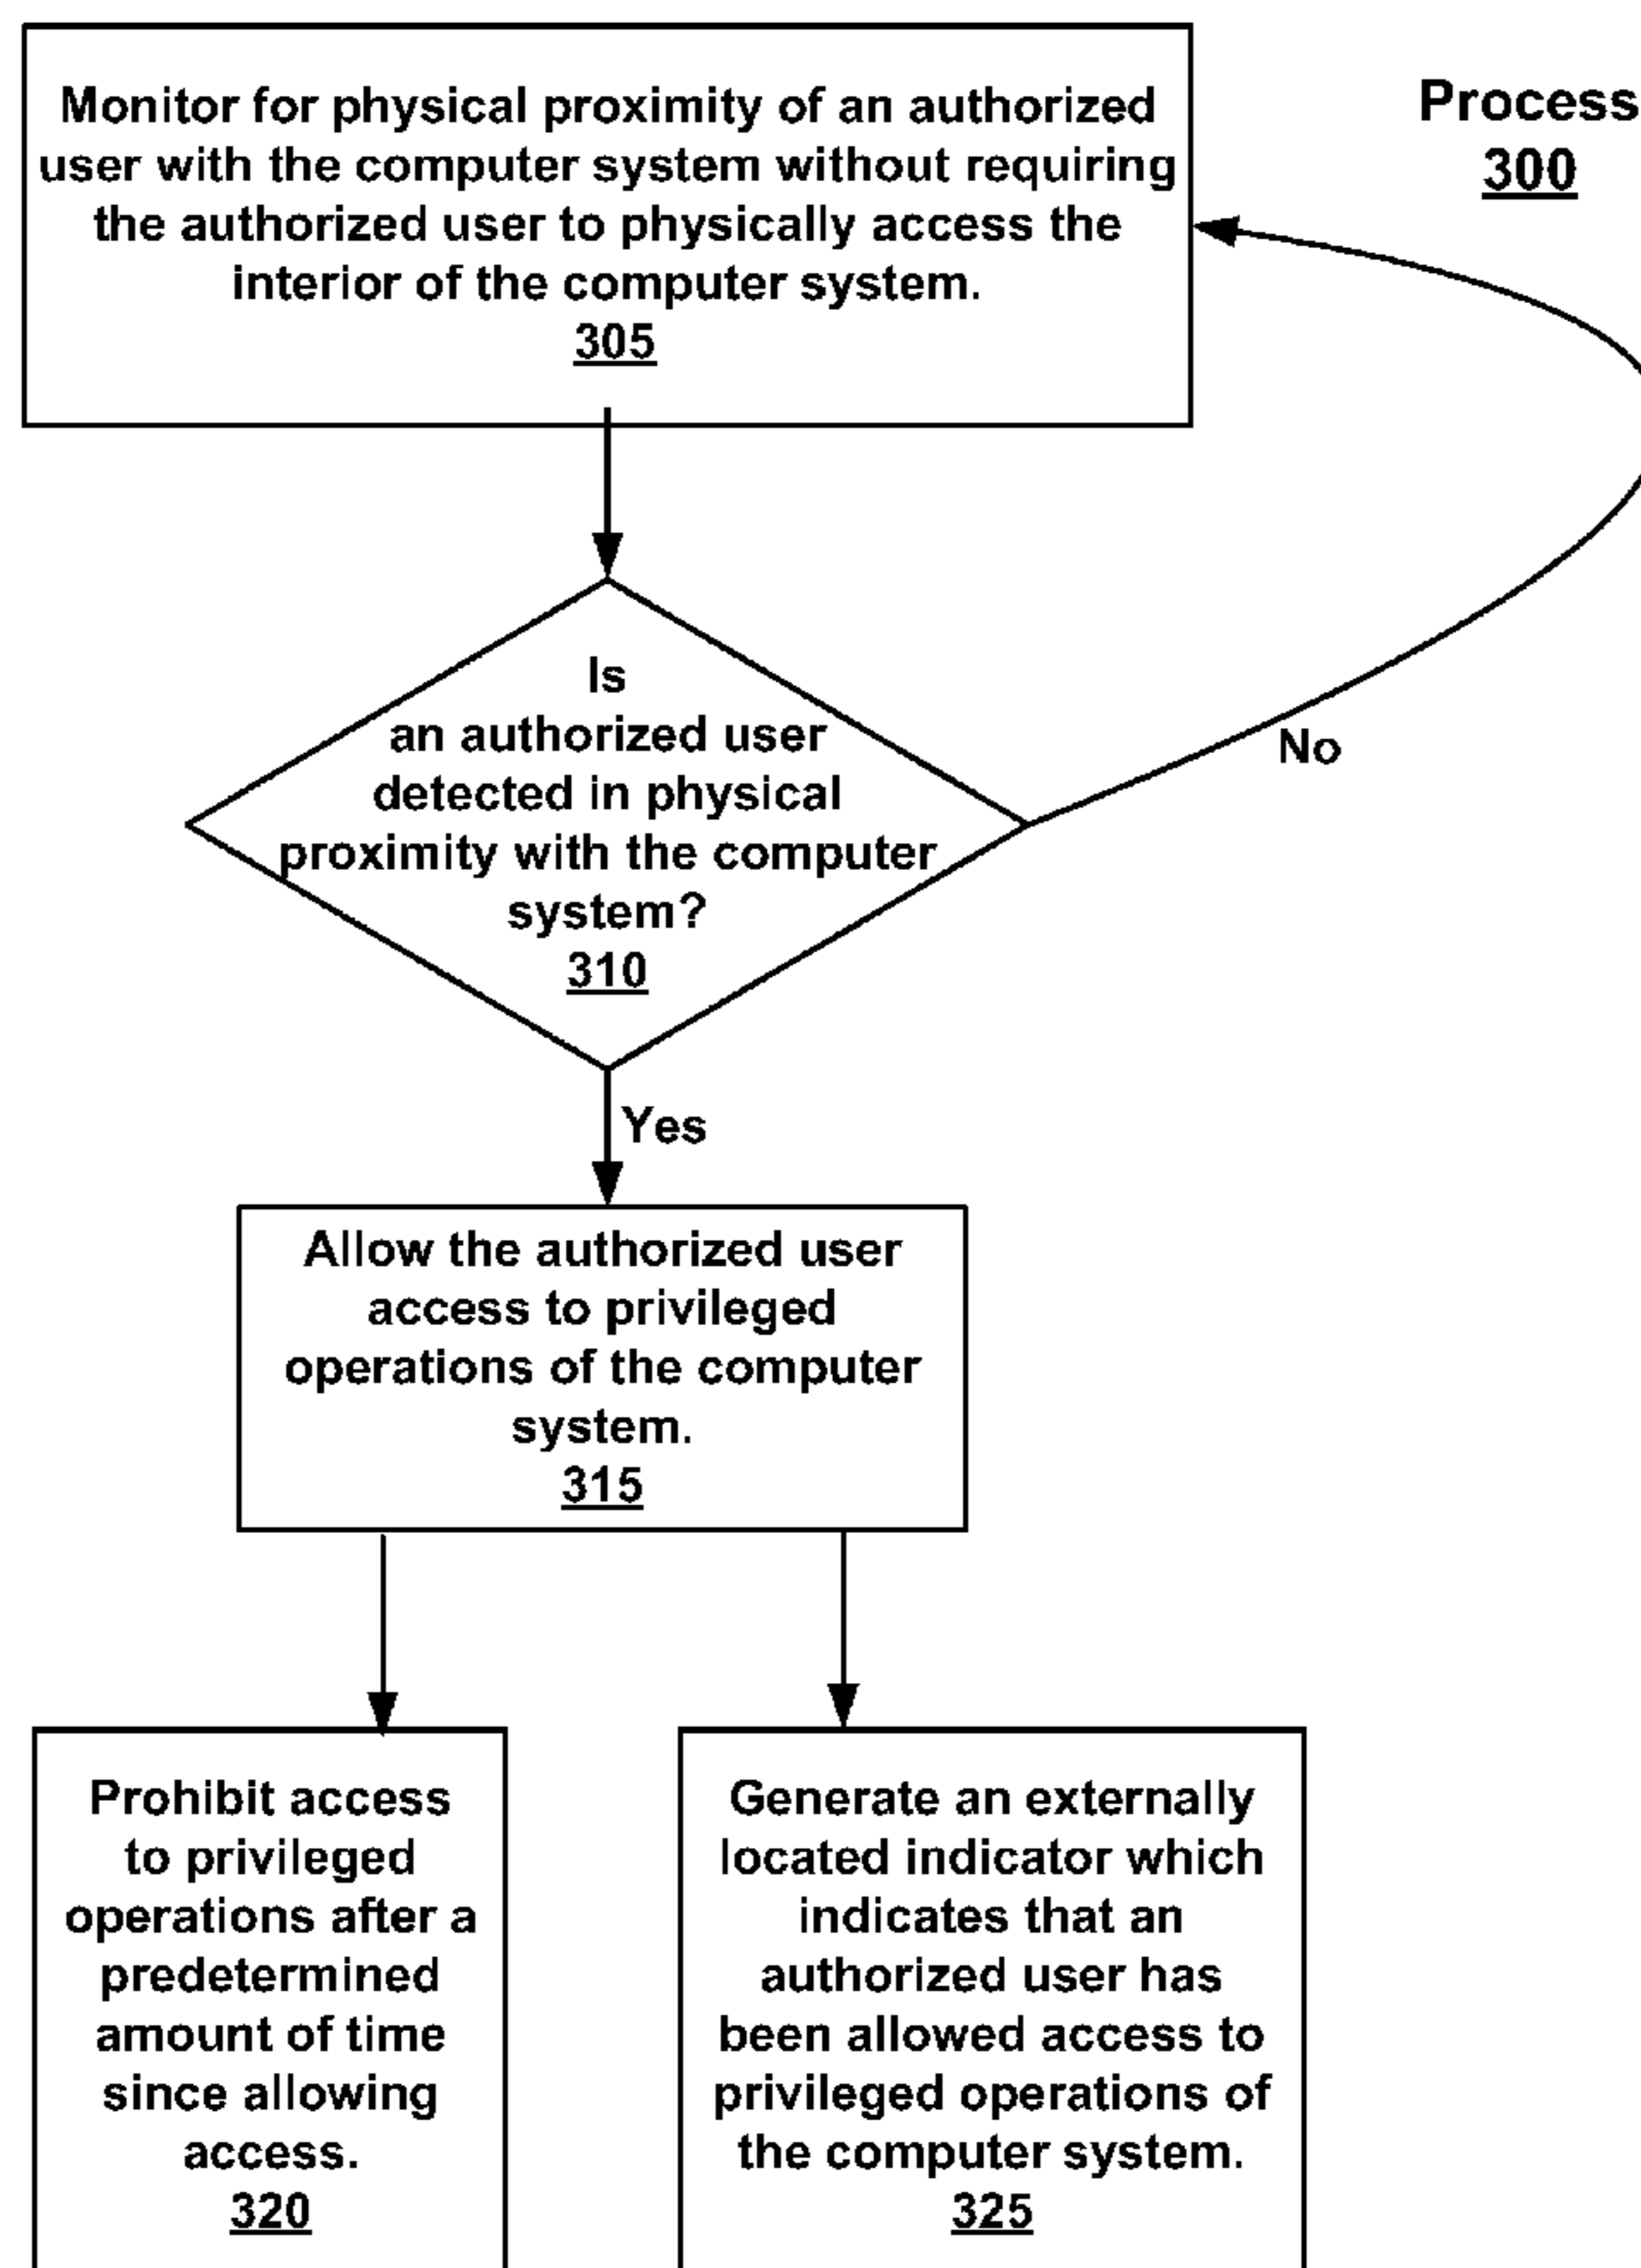 Process
300
Monitor for physical proximity of an authorized
user with the computer system without requiring
the authorized user to physically access the
interior of the computer system.
305
Is
an authorized user
detected in physical
proximity with the computer
system?
310
No
Yes
Allow the authorized user
access to privileged
operations of the computer
system.
315
Prohibit access
to privileged
operations after a
predetermined
amount of time
since allowing
access.
320
Generate an externally
located indicator which
indicates that an
authorized user has
been allowed access to
privileged operations of
the computer system.
325